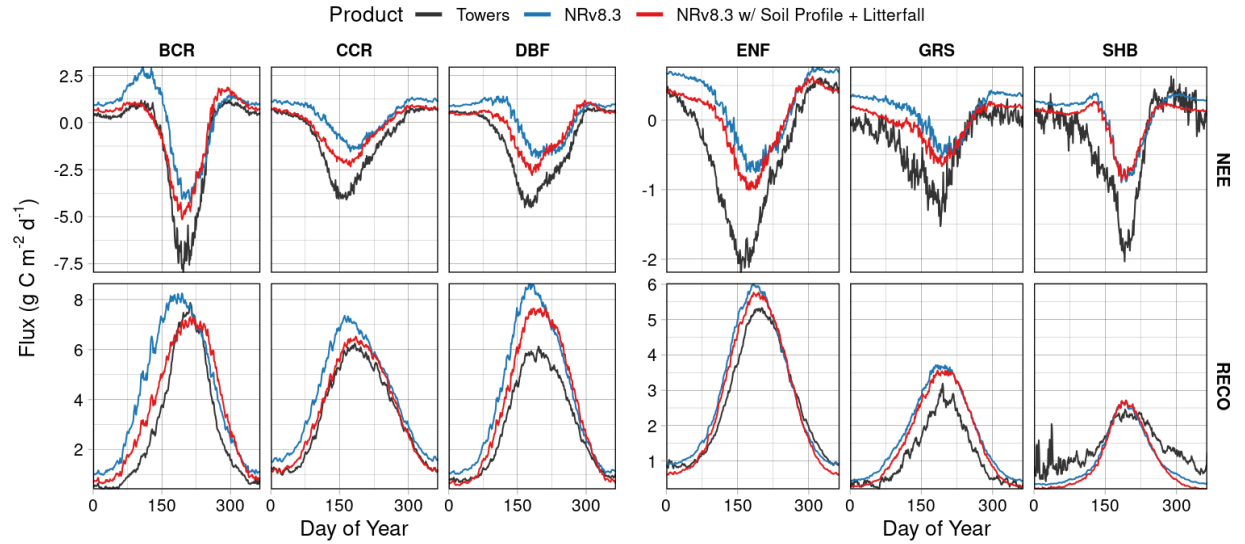 Product Towers NRv8.3 NRv8.3 w/ Soil Profile + Litterfall
BCR CCR DBF ENF GRS SHB
Flux (g C m⁻² d⁻¹)
2.5
0.0
-2.5
-5.0
-7.5
0
-1
-2
NEE
8
6
4
2
6
5
4
3
2
1
RECO
0 150 300 0 150 300 0 150 300 0 150 300 0 150 300 0 150 300
Day of Year Day of Year